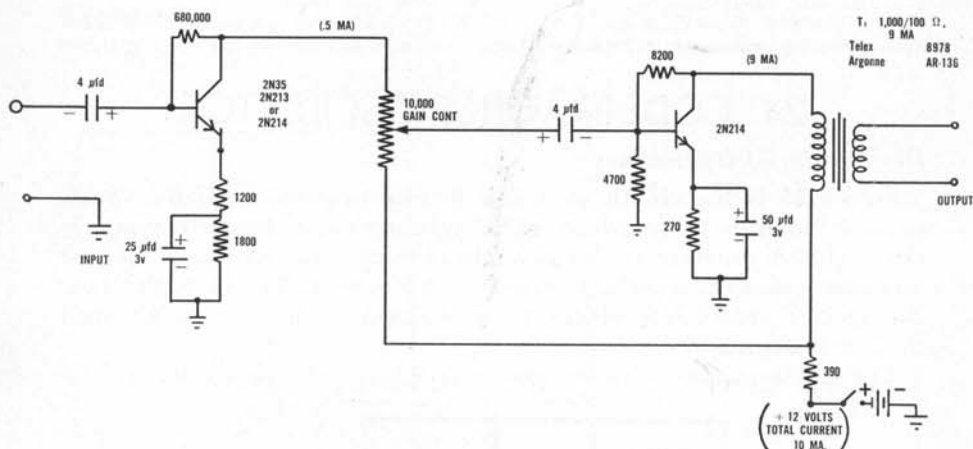 680,000
(.5 MA)
4 µfd
- +
2N35
2N213
or
2N214
1200
1800
25 µfd
3v
+
-
INPUT
10,000
GAIN CONT
4 µfd
+ -
8200
(9 MA)
2N214
4700
270
+
-
50 µfd
3v
T₁ 1,000/100 Ω,
9 MA
Telex 8978
Argonne AR-136
OUTPUT
390
+ -
+ 12 VOLTS
TOTAL CURRENT
10 MA.